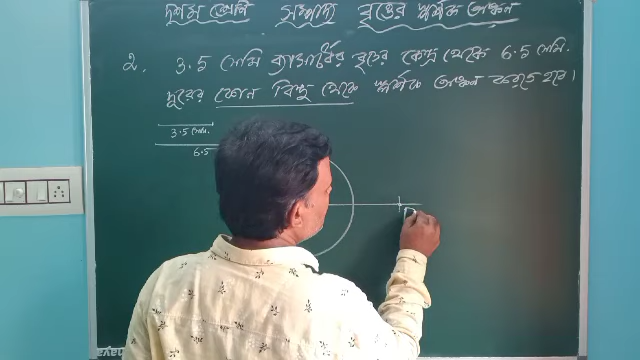 দশম শ্রেনি সম্পাদ্য বৃত্তের স্পর্শক অঙ্কন
2. 3.5 সেমি ব্যাসার্ধের বৃত্তের কেন্দ্র থেকে 6.5 সেমি.
দূরের কোন বিন্দু থেকে স্পর্শক অঙ্কন করতে হবে।
3.5 সেমি.
6.5